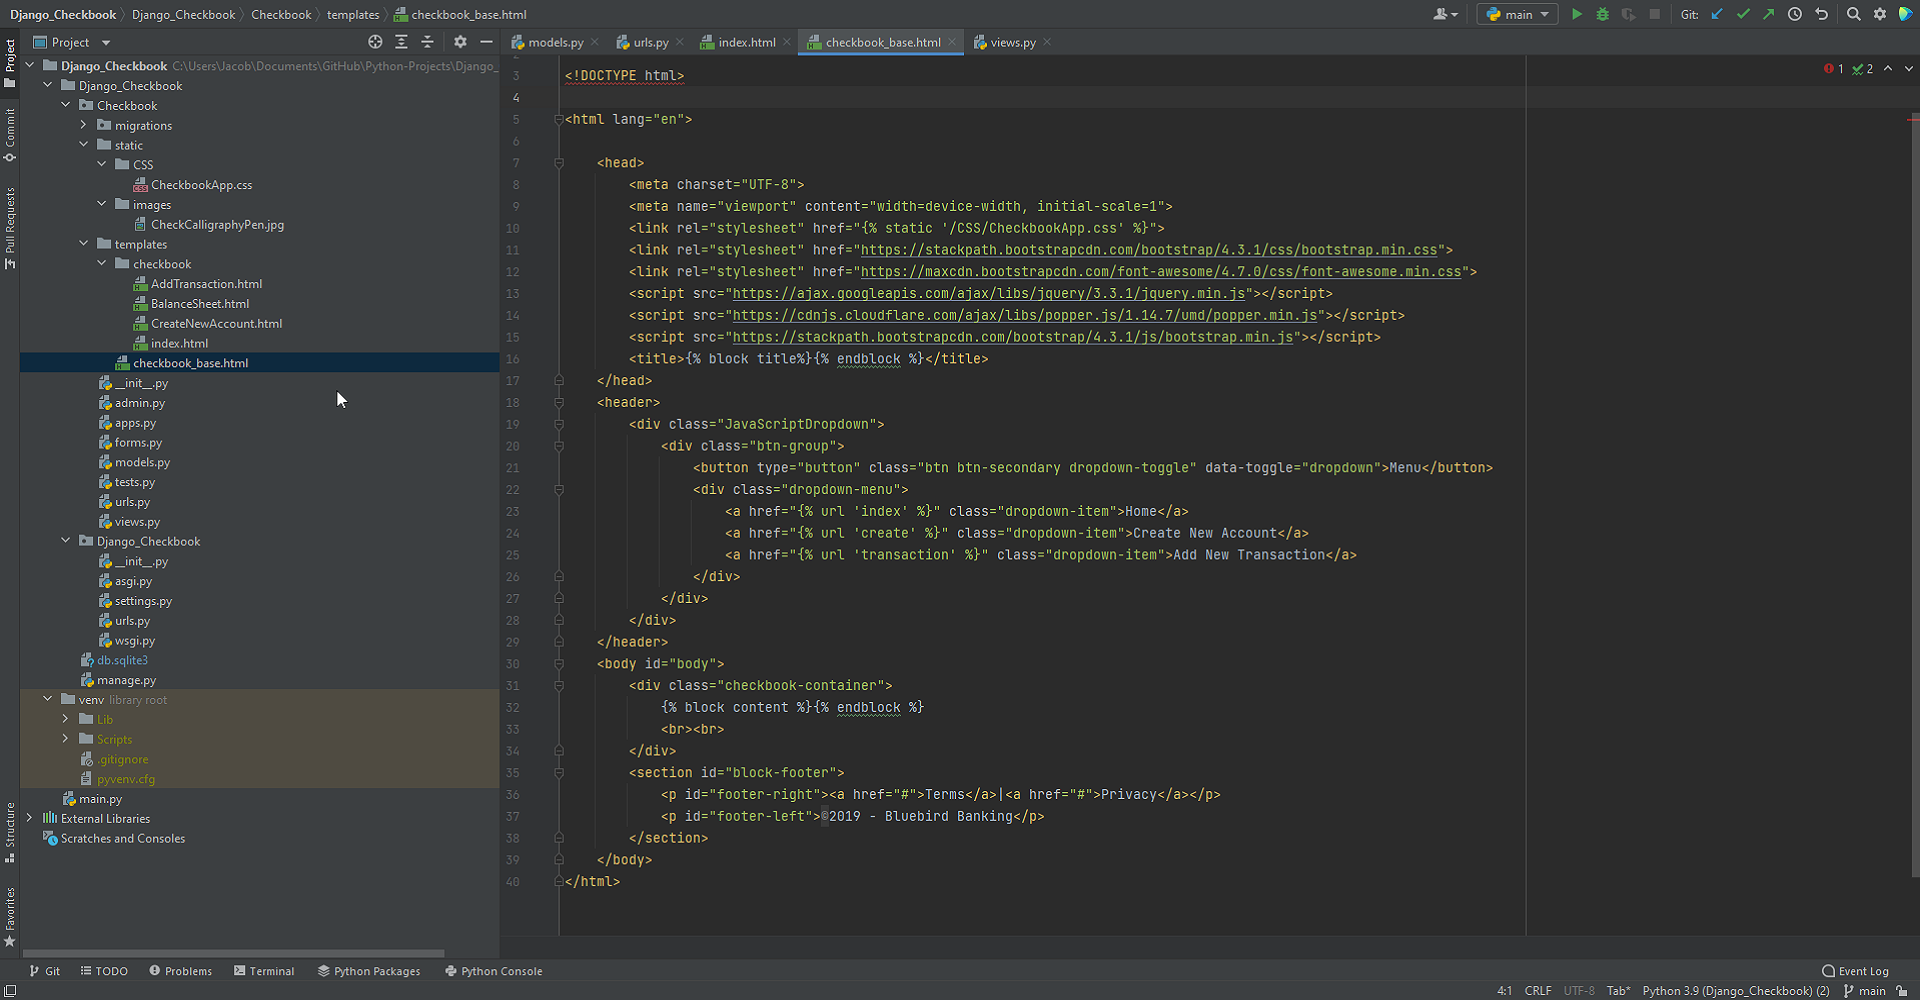 Django_Checkbook Django_Checkbook Checkbook templates checkbook_base.html main Git:
Project
models.py urls.py index.html checkbook_base.html views.py
Django_Checkbook C:\Users\Jacob\Documents\GitHub\Python-Projects\Django_
Django_Checkbook
Checkbook
migrations
static
CSS
CheckbookApp.css
images
CheckCalligraphyPen.jpg
templates
checkbook
AddTransaction.html
BalanceSheet.html
CreateNewAccount.html
index.html
checkbook_base.html
__init__.py
admin.py
apps.py
forms.py
models.py
tests.py
urls.py
views.py
Django_Checkbook
__init__.py
asgi.py
settings.py
urls.py
wsgi.py
db.sqlite3
manage.py
venv library root
Lib
Scripts
.gitignore
pyvenv.cfg
main.py
External Libraries
Scratches and Consoles
Project
Commit
Pull Requests
Structure
Favorites
1 2
3 <!DOCTYPE html>
4
5 <html lang="en">
6
7 <head>
8 <meta charset="UTF-8">
9 <meta name="viewport" content="width=device-width, initial-scale=1">
10 <link rel="stylesheet" href="{% static '/CSS/CheckbookApp.css' %}">
11 <link rel="stylesheet" href="https://stackpath.bootstrapcdn.com/bootstrap/4.3.1/css/bootstrap.min.css">
12 <link rel="stylesheet" href="https://maxcdn.bootstrapcdn.com/font-awesome/4.7.0/css/font-awesome.min.css">
13 <script src="https://ajax.googleapis.com/ajax/libs/jquery/3.3.1/jquery.min.js"></script>
14 <script src="https://cdnjs.cloudflare.com/ajax/libs/popper.js/1.14.7/umd/popper.min.js"></script>
15 <script src="https://stackpath.bootstrapcdn.com/bootstrap/4.3.1/js/bootstrap.min.js"></script>
16 <title>{% block title%}{% endblock %}</title>
17 </head>
18 <header>
19 <div class="JavaScriptDropdown">
20 <div class="btn-group">
21 <button type="button" class="btn btn-secondary dropdown-toggle" data-toggle="dropdown">Menu</button>
22 <div class="dropdown-menu">
23 <a href="{% url 'index' %}" class="dropdown-item">Home</a>
24 <a href="{% url 'create' %}" class="dropdown-item">Create New Account</a>
25 <a href="{% url 'transaction' %}" class="dropdown-item">Add New Transaction</a>
26 </div>
27 </div>
28 </div>
29 </header>
30 <body id="body">
31 <div class="checkbook-container">
32 {% block content %}{% endblock %}
33 <br><br>
34 </div>
35 <section id="block-footer">
36 <p id="footer-right"><a href="#">Terms</a>|<a href="#">Privacy</a></p>
37 <p id="footer-left">©2019 - Bluebird Banking</p>
38 </section>
39 </body>
40 </html>
Git TODO Problems Terminal Python Packages Python Console Event Log
4:1 CRLF UTF-8 Tab* Python 3.9 (Django_Checkbook) (2) main